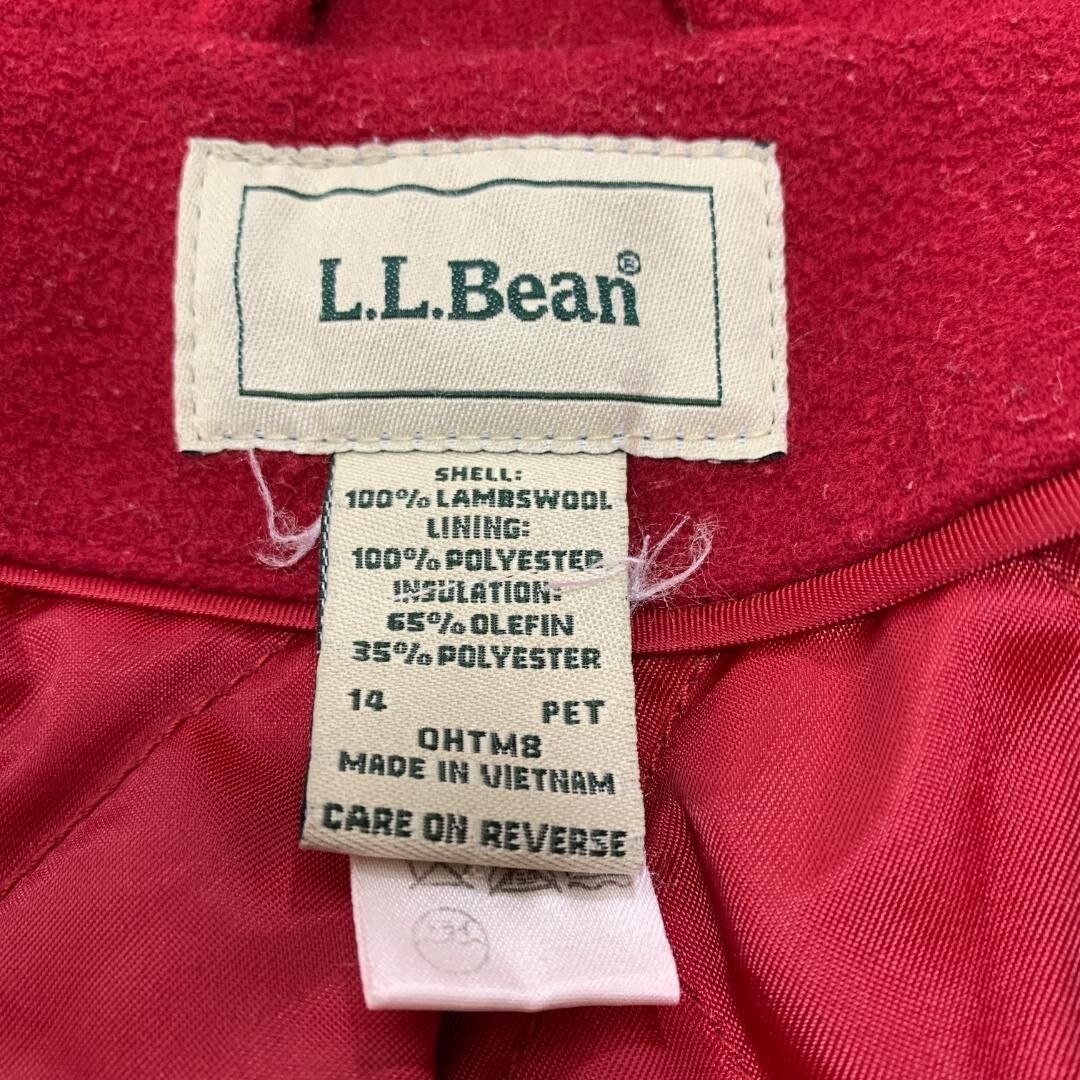 L.L.Bean®
SHELL:
100% LAMBSWOOL
LINING:
100% POLYESTER
INSULATION:
65% OLEFIN
35% POLYESTER
14 PET
OHTM8
MADE IN VIETNAM
CARE ON REVERSE